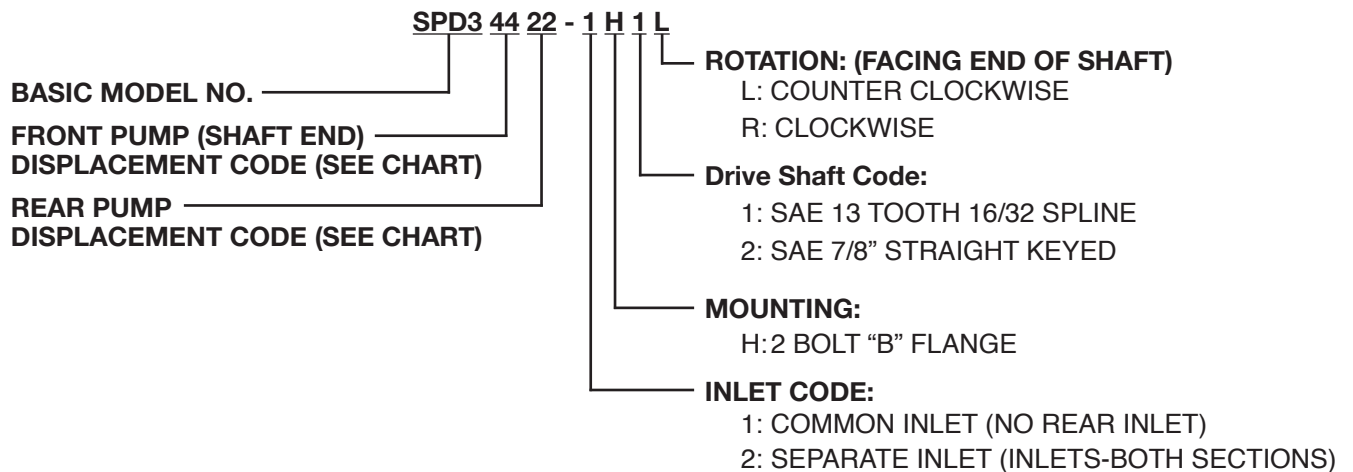 SPD3 44 22 - 1 H 1 L
BASIC MODEL NO.
FRONT PUMP (SHAFT END)
DISPLACEMENT CODE (SEE CHART)
REAR PUMP
DISPLACEMENT CODE (SEE CHART)
ROTATION: (FACING END OF SHAFT)
L: COUNTER CLOCKWISE
R: CLOCKWISE
Drive Shaft Code:
1: SAE 13 TOOTH 16/32 SPLINE
2: SAE 7/8” STRAIGHT KEYED
MOUNTING:
H: 2 BOLT “B” FLANGE
INLET CODE:
1: COMMON INLET (NO REAR INLET)
2: SEPARATE INLET (INLETS-BOTH SECTIONS)